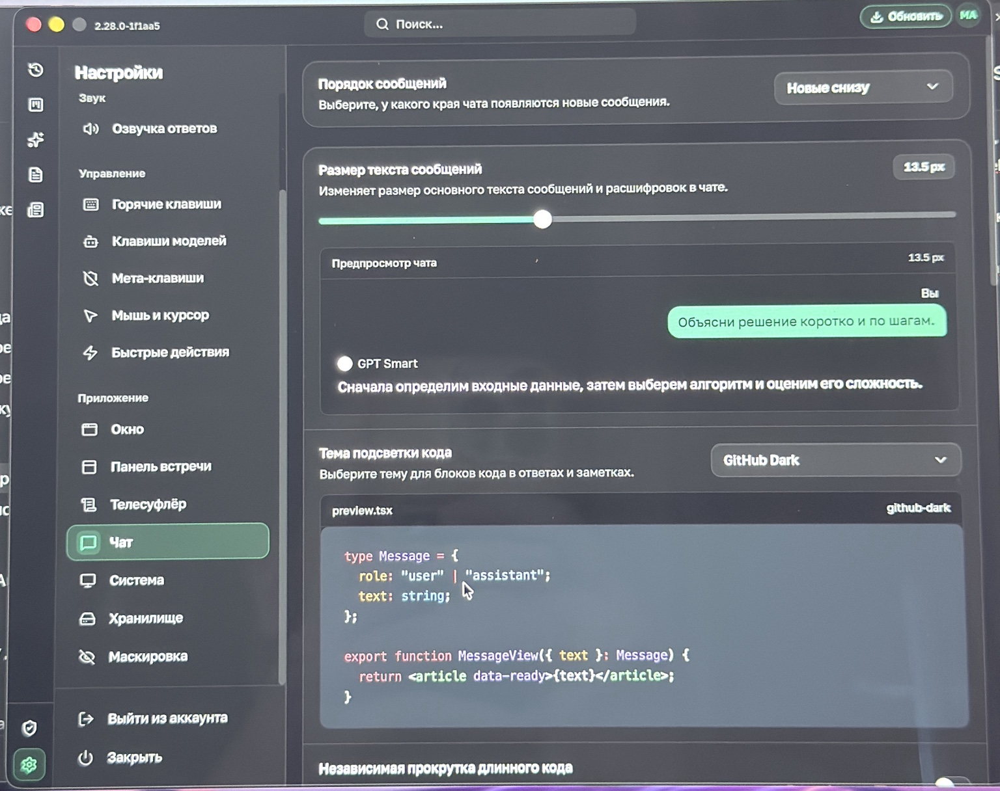 2.28.0-1f1aa5
Поиск...
Обновить
MA
Настройки
Звук
Озвучка ответов
Управление
Горячие клавиши
Клавиши моделей
Мета-клавиши
Мышь и курсор
Быстрые действия
Приложение
Окно
Панель встречи
Телесуфлёр
Чат
Система
Хранилище
Маскировка
Выйти из аккаунта
Закрыть
Порядок сообщений
Выберите, у какого края чата появляются новые сообщения.
Новые снизу
Размер текста сообщений
13.5 px
Изменяет размер основного текста сообщений и расшифровок в чате.
Предпросмотр чата
13.5 px
Вы
Объясни решение коротко и по шагам.
GPT Smart
Сначала определим входные данные, затем выберем алгоритм и оценим его сложность.
Тема подсветки кода
Выберите тему для блоков кода в ответах и заметках.
GitHub Dark
preview.tsx
github-dark
type Message = {
  role: "user" | "assistant";
  text: string;
};
export function MessageView({ text }: Message) {
  return <article data-ready>{text}</article>;
}
Независимая прокрутка длинного кода